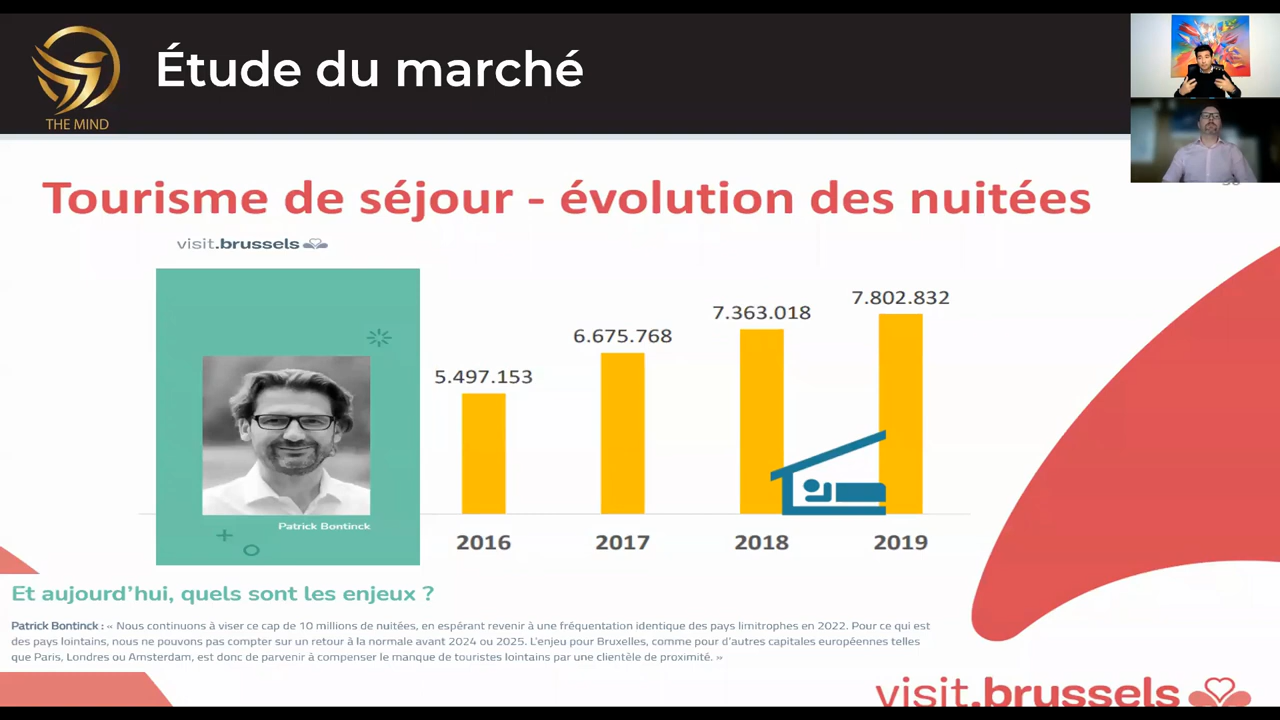 Étude du marché
THE MIND
Tourisme de séjour - évolution des nuitées
visit.brussels
7.802.832
7.363.018
6.675.768
5.497.153
Patrick Bontinck
2016 2017 2018 2019
Et aujourd'hui, quels sont les enjeux ?
Patrick Bontinck : « Nous continuons à viser ce cap de 10 millions de nuitées, en espérant revenir à une fréquentation identique des pays limitrophes en 2022. Pour ce qui est
des pays lointains, nous ne pouvons pas compter sur un retour à la normale avant 2024 ou 2025. L'enjeu pour Bruxelles, comme pour d'autres capitales européennes telles
que Paris, Londres ou Amsterdam, est donc de parvenir à compenser le manque de touristes lointains par une clientèle de proximité. »
visit.brussels